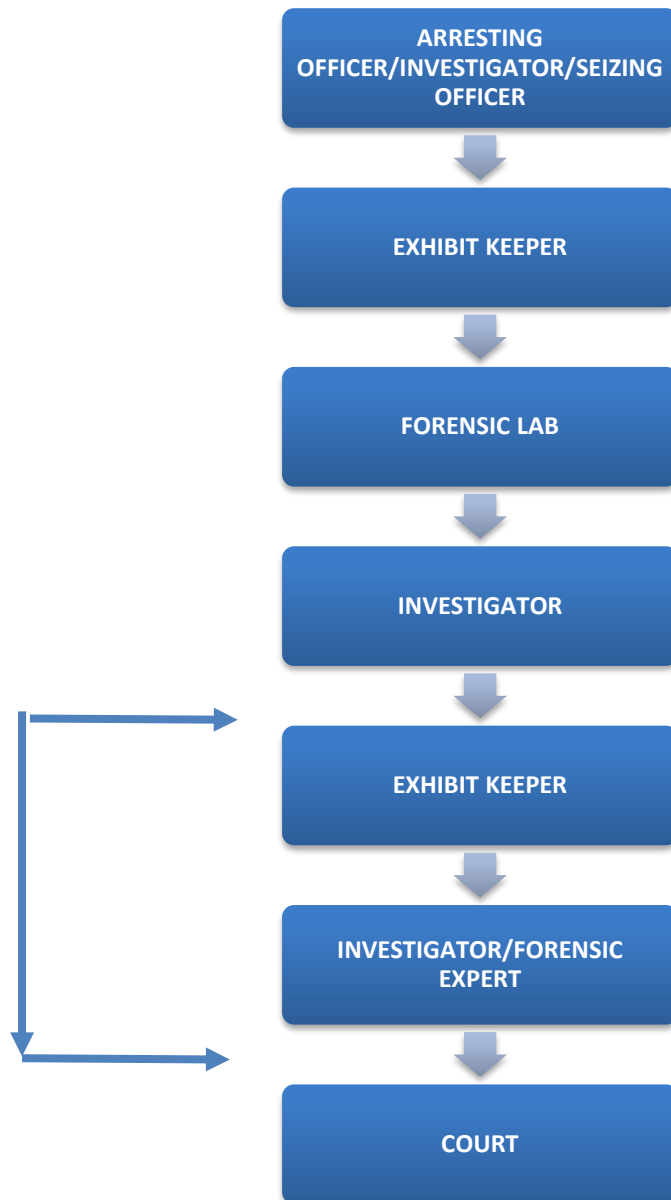 ARRESTING
OFFICER/INVESTIGATOR/SEIZING
OFFICER
EXHIBIT KEEPER
FORENSIC LAB
INVESTIGATOR
EXHIBIT KEEPER
INVESTIGATOR/FORENSIC
EXPERT
COURT